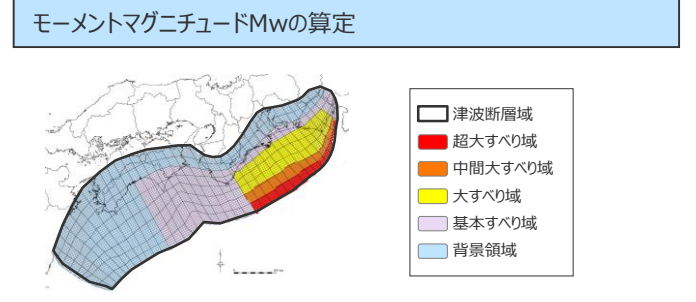 モーメントマグニチュードMwの算定
津波断層域
超大すべり域
中間大すべり域
大すべり域
基本すべり域
背景領域